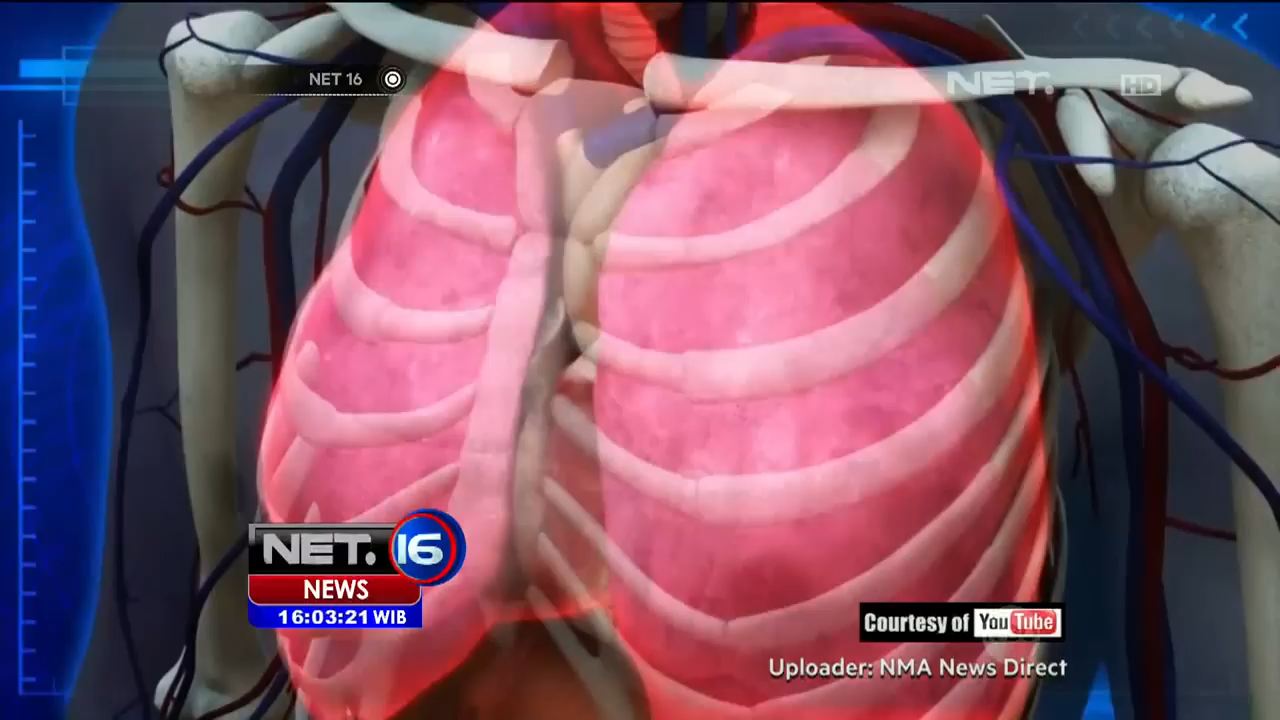 NET 16
NET. HD
NET. 16
NEWS
16:03:21 WIB
Courtesy of YouTube
Uploader: NMA News Direct